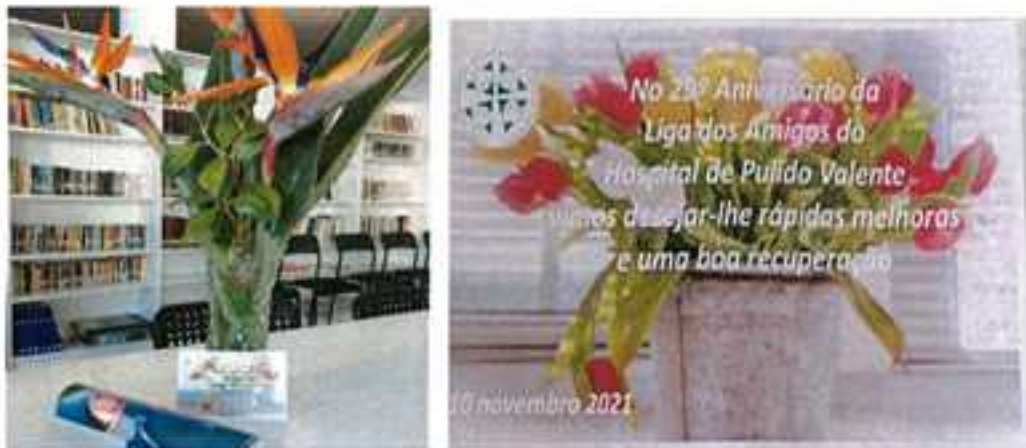 No 29º Aniversário da
Liga dos Amigos do
Hospital de Pulido Valente
desejar-lhe rápidas melhoras
e uma boa recuperação
10 novembro 2021